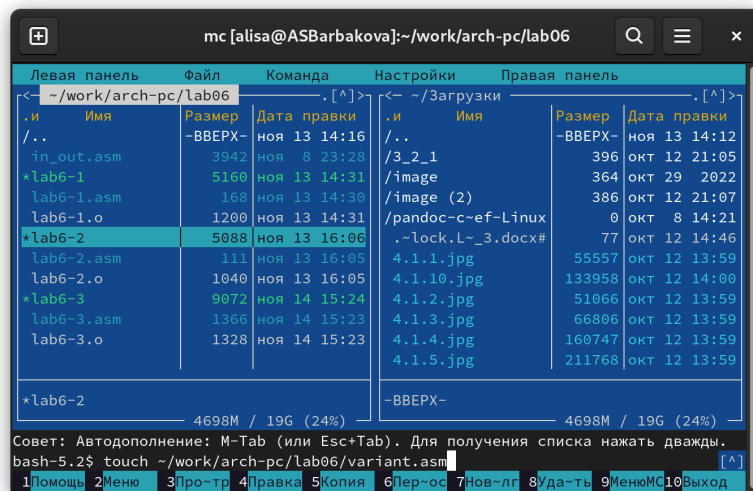 mc [alisa@ASBarbakova]:~/work/arch-pc/lab06
Левая панель Файл Команда Настройки Правая панель
<— ~/work/arch-pc/lab06 .[^]> <— ~/Загрузки .[^]>
.и Имя Размер Дата правки .и Имя Размер Дата правки
/.. -ВВЕРХ- ноя 13 14:16 /.. -ВВЕРХ- ноя 13 14:12
in_out.asm 3942 ноя 8 23:28 /3_2_1 396 окт 12 21:05
*lab6-1 5160 ноя 13 14:31 /image 364 окт 29 2022
lab6-1.asm 168 ноя 13 14:30 /image (2) 386 окт 12 21:07
lab6-1.o 1200 ноя 13 14:31 /pandoc-c~ef-Linux 0 окт 8 14:21
*lab6-2 5088 ноя 13 16:06 .~lock.L~_3.docx# 77 окт 12 14:46
lab6-2.asm 111 ноя 13 16:05 4.1.1.jpg 55557 окт 12 13:59
lab6-2.o 1040 ноя 13 16:05 4.1.10.jpg 133958 окт 12 14:00
*lab6-3 9072 ноя 14 15:24 4.1.2.jpg 51066 окт 12 13:59
lab6-3.asm 1366 ноя 14 15:23 4.1.3.jpg 66806 окт 12 13:59
lab6-3.o 1328 ноя 14 15:23 4.1.4.jpg 160747 окт 12 13:59
4.1.5.jpg 211768 окт 12 13:59
*lab6-2 -ВВЕРХ-
4698M / 19G (24%) 4698M / 19G (24%)
Совет: Автодополнение: M-Tab (или Esc+Tab). Для получения списка нажать дважды.
bash-5.2$ touch ~/work/arch-pc/lab06/variant.asm [^]
1Помощь 2Меню 3Про~тр 4Правка 5Копия 6Пер~ос 7Нов~лг 8Уда~ть 9МенюMC 10Выход